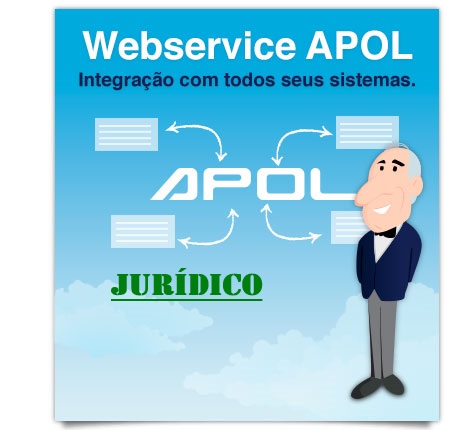 Webservice APOL
Integração com todos seus sistemas.
APOL
JURÍDICO